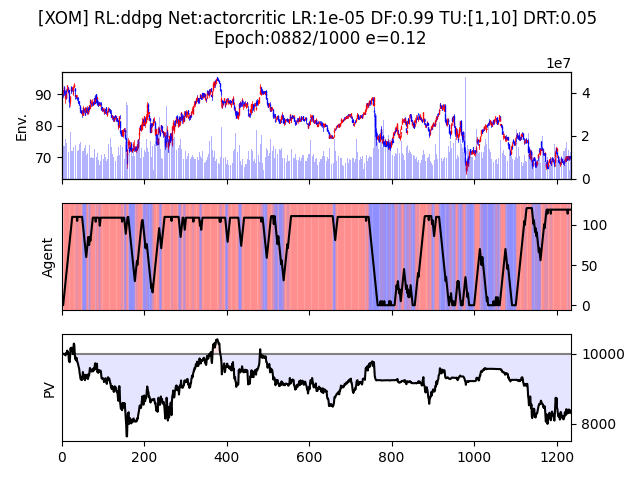 [XOM] RL:ddpg Net:actorcritic LR:1e-05 DF:0.99 TU:[1,10] DRT:0.05
Epoch:0882/1000 e=0.12
1e7
Env.
90
80
70
4
2
0
Agent
100
50
0
PV
10000
8000
0 200 400 600 800 1000 1200